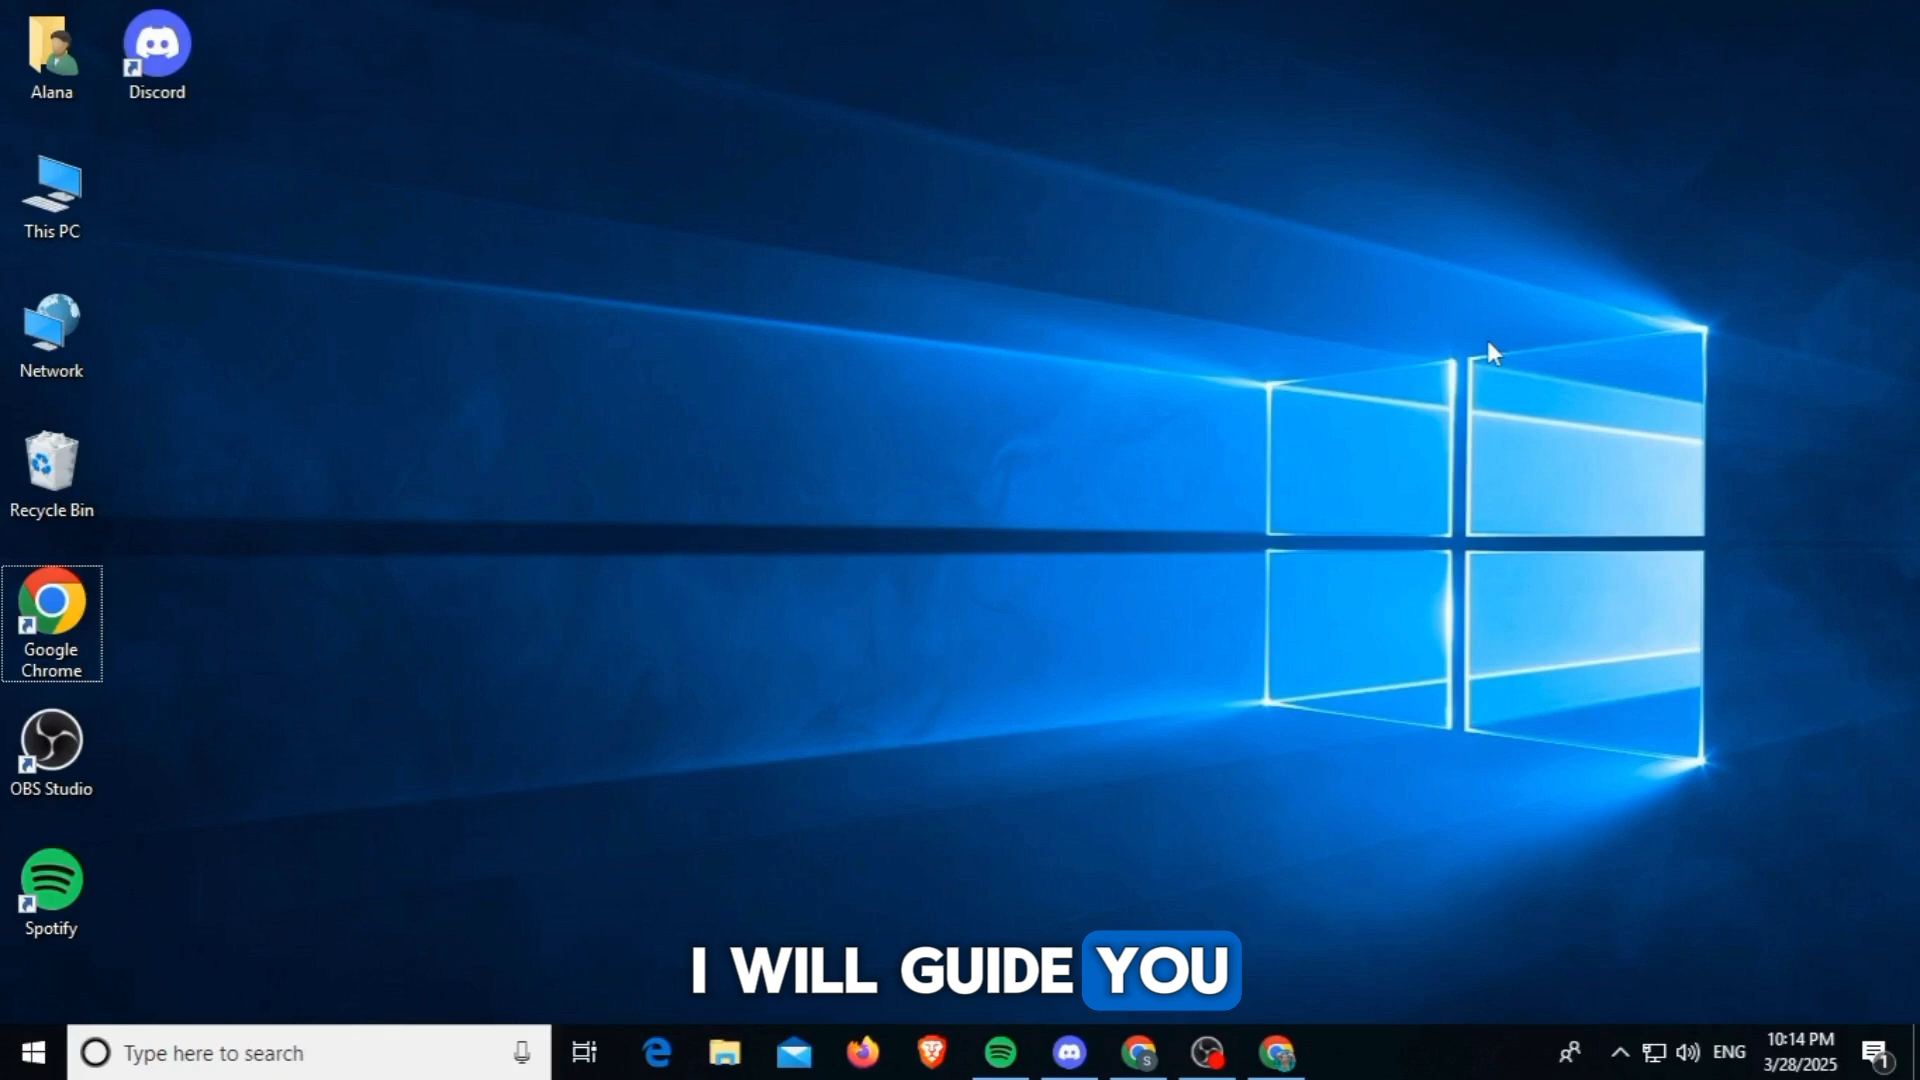 Alana
Discord
This PC
Network
Recycle Bin
Google
Chrome
OBS Studio
Spotify
I WILL GUIDE YOU
Type here to search
S
ENG
10:14 PM
3/28/2025
1